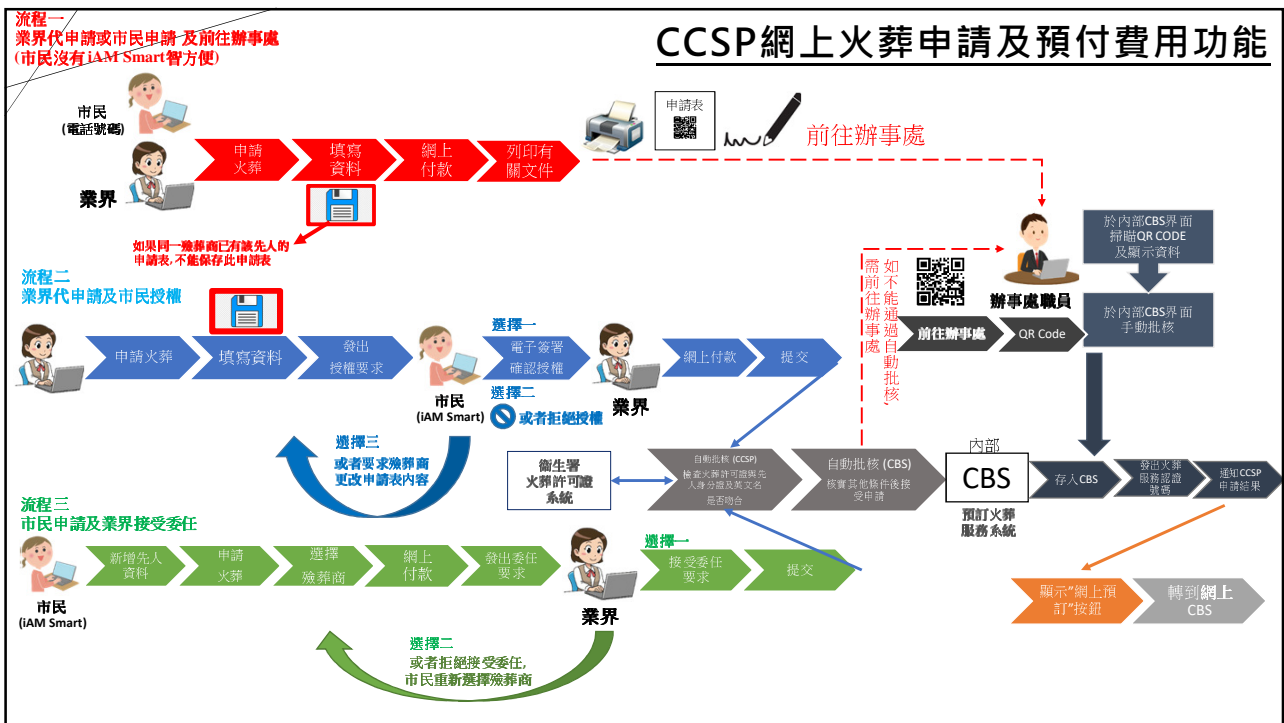 流程一
業界代申請或市民申請 及前往辦事處
(市民沒有 iAM Smart 智方便)
CCSP網上火葬申請及預付費用功能
市民
(電話號碼)
業界
申請
火葬
填寫
資料
網上
付款
列印有
關文件
申請表
前往辦事處
如果同一殮葬商已有該先人的
申請表, 不能保存此申請表
於內部CBS界面
掃瞄QR CODE
及顯示資料
辦事處職員
於內部CBS界面
手動批核
前往辦事處
QR Code
如不能通過自動批核,
需前往辦事處
流程二
業界代申請及市民授權
申請火葬
填寫資料
發出
授權要求
市民
(iAM Smart)
選擇一
電子簽署
確認授權
選擇二
或者拒絕授權
業界
網上付款
提交
選擇三
或者要求殮葬商
更改申請表內容
衞生署
火葬許可證
系統
自動批核 (CCSP)
檢查火葬許可證與先
人身分證及英文名
是否吻合
自動批核 (CBS)
核實其他條件後接
受申請
內部
CBS
預訂火葬
服務系統
存入CBS
發出火葬
服務認證
號碼
通知CCSP
申請結果
流程三
市民申請及業界接受委任
市民
(iAM Smart)
新增先人
資料
申請
火葬
選擇
殮葬商
網上
付款
發出委任
要求
業界
選擇一
接受委任
要求
提交
選擇二
或者拒絕接受委任,
市民重新選擇殮葬商
顯示"網上預
訂"按鈕
轉到網上
CBS